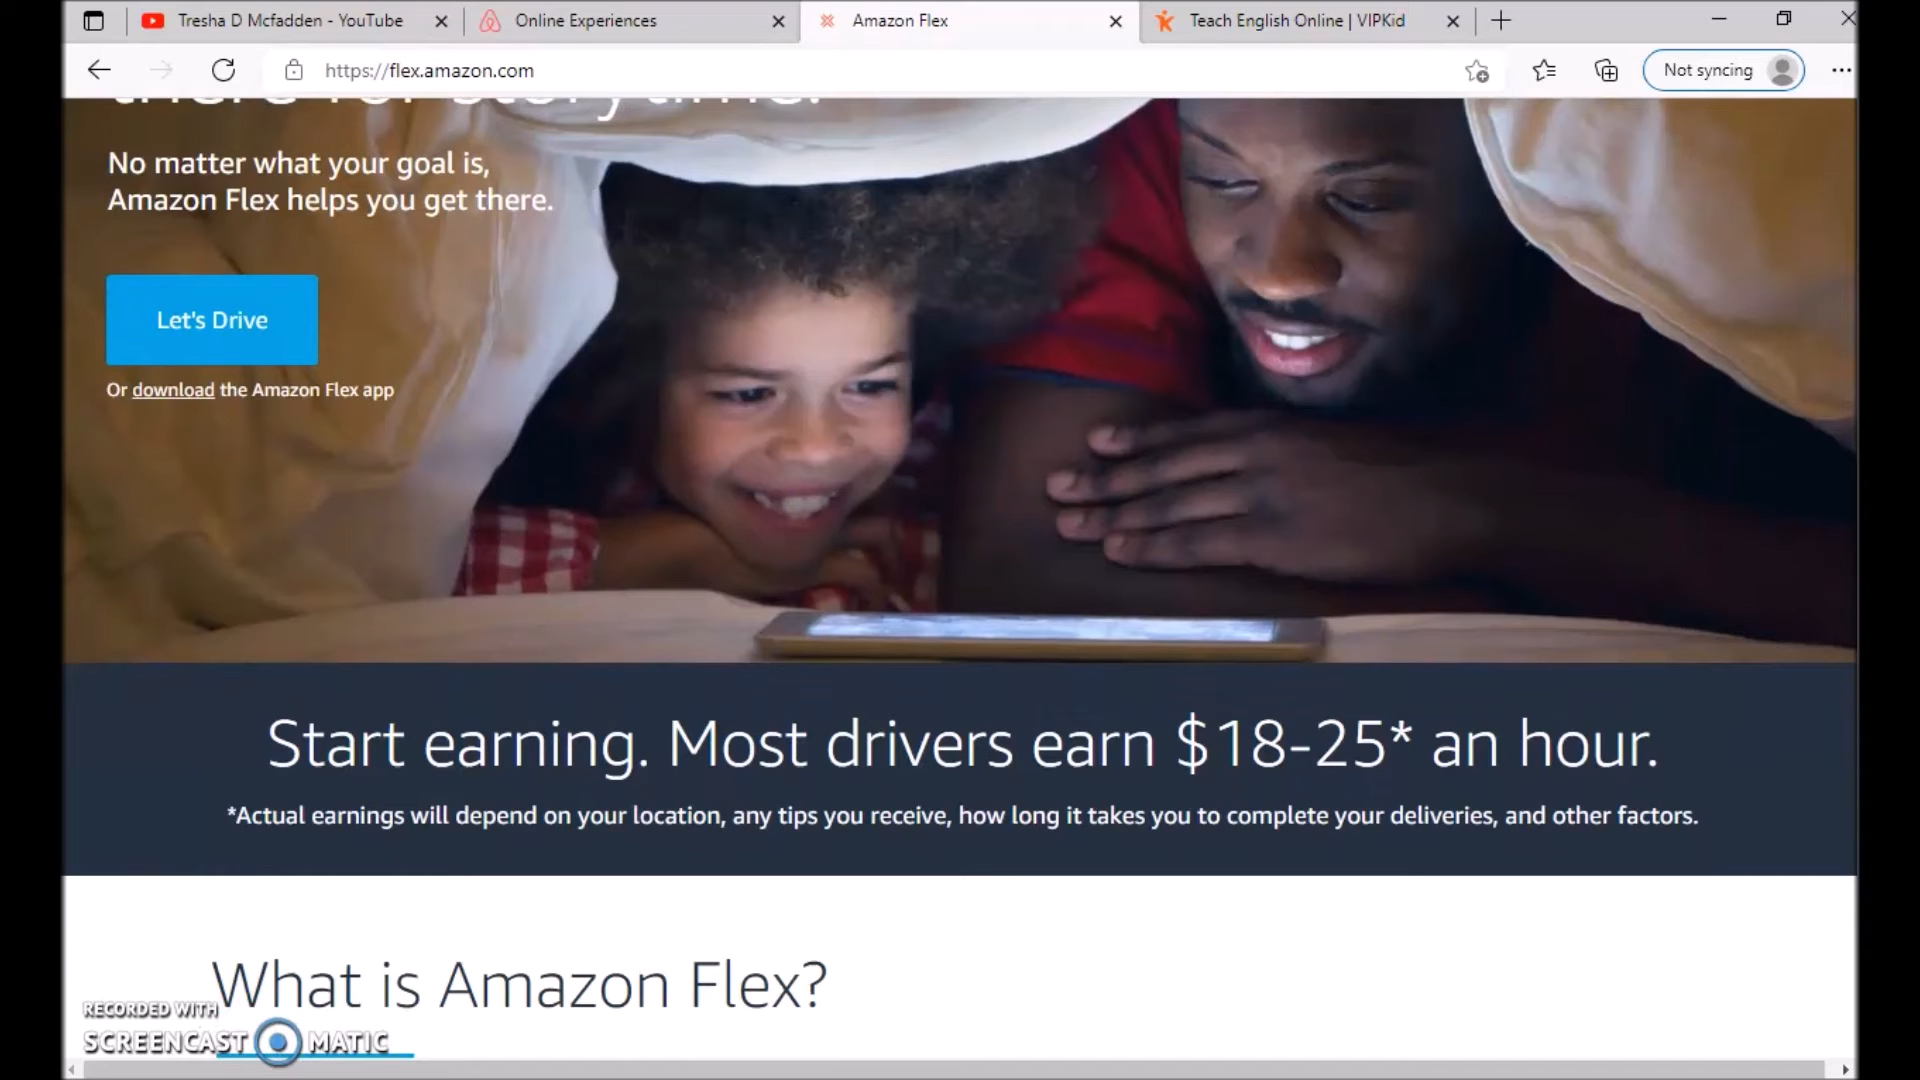 Tresha D Mcfadden - YouTube
Online Experiences
Amazon Flex
Teach English Online | VIPKid
https://flex.amazon.com
Not syncing
there for storytime.
No matter what your goal is,
Amazon Flex helps you get there.
Let's Drive
Or download the Amazon Flex app
Start earning. Most drivers earn $18-25* an hour.
*Actual earnings will depend on your location, any tips you receive, how long it takes you to complete your deliveries, and other factors.
What is Amazon Flex?
RECORDED WITH
SCREENCAST MATIC